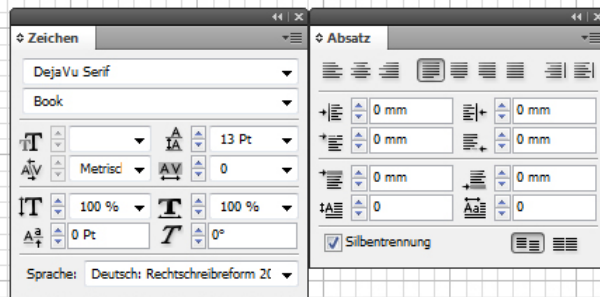 Zeichen
DejaVu Serif
Book
13 Pt
Metrisch 0
100 % 100 %
0 Pt 0°
Sprache: Deutsch: Rechtschreibreform 20
Absatz
0 mm 0 mm
0 mm 0 mm
0 mm 0 mm
0 0
Silbentrennung